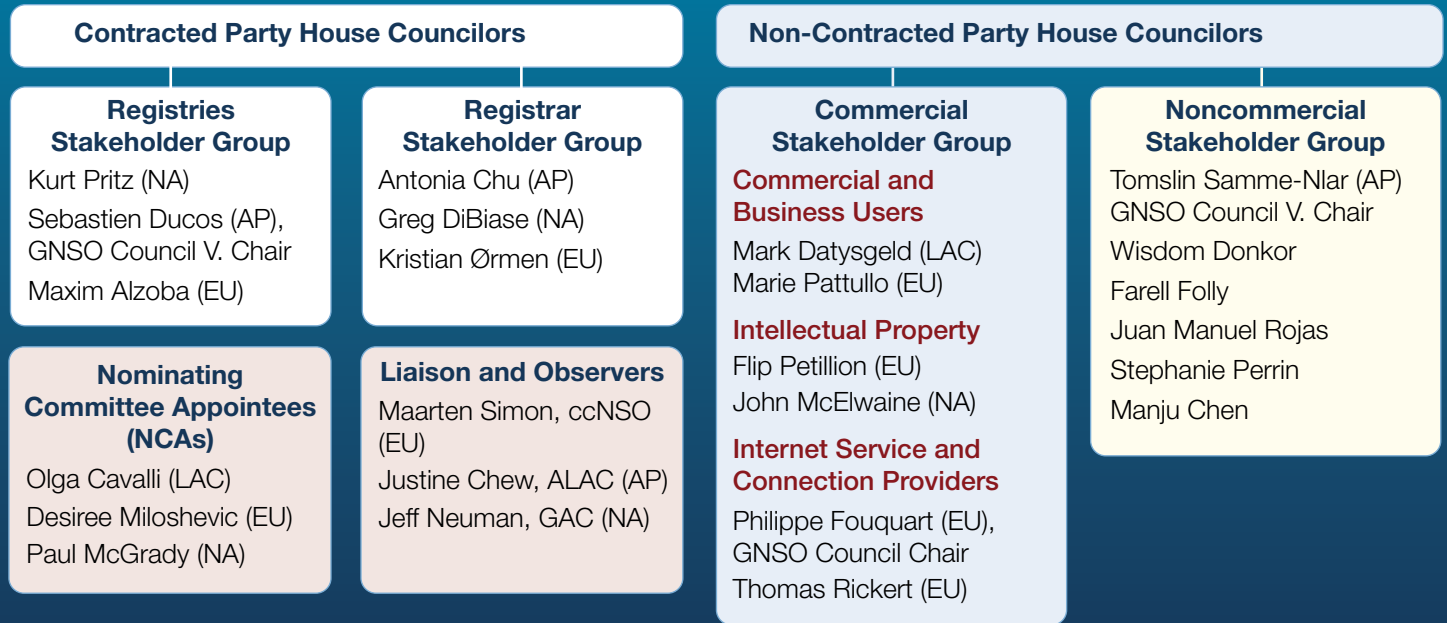 Contracted Party House Councilors
Registries
Stakeholder Group
Kurt Pritz (NA)
Sebastien Ducos (AP),
GNSO Council V. Chair
Maxim Alzoba (EU)
Registrar
Stakeholder Group
Antonia Chu (AP)
Greg DiBiase (NA)
Kristian Ørmen (EU)
Nominating
Committee Appointees
(NCAs)
Olga Cavalli (LAC)
Desiree Miloshevic (EU)
Paul McGrady (NA)
Liaison and Observers
Maarten Simon, ccNSO
(EU)
Justine Chew, ALAC (AP)
Jeff Neuman, GAC (NA)
Non-Contracted Party House Councilors
Commercial
Stakeholder Group
Commercial and
Business Users
Mark Datysgeld (LAC)
Marie Pattullo (EU)
Intellectual Property
Flip Petillion (EU)
John McElwaine (NA)
Internet Service and
Connection Providers
Philippe Fouquart (EU),
GNSO Council Chair
Thomas Rickert (EU)
Noncommercial
Stakeholder Group
Tomslin Samme-Nlar (AP)
GNSO Council V. Chair
Wisdom Donkor
Farell Folly
Juan Manuel Rojas
Stephanie Perrin
Manju Chen